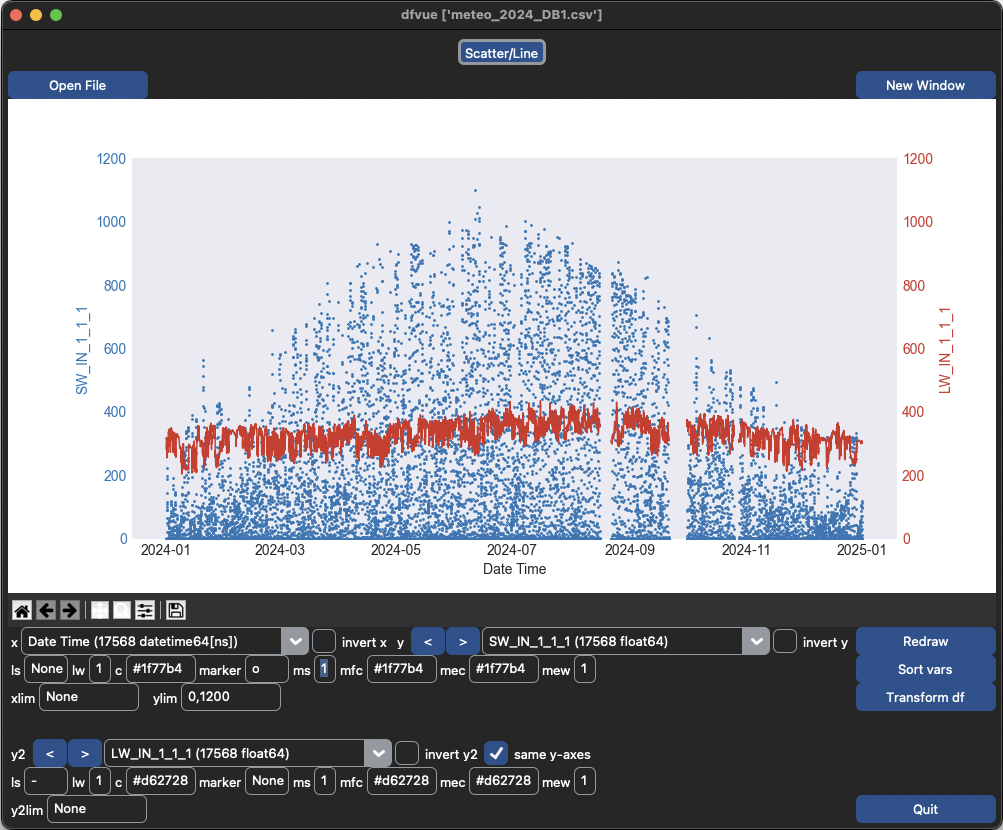 dfvue ['meteo_2024_DB1.csv']
Scatter/Line
Open File
New Window
1200 1200
1000 1000
800 800
600 600
400 400
200 200
0 0
SW_IN_1_1_1
LW_IN_1_1_1
2024-01 2024-03 2024-05 2024-07 2024-09 2024-11 2025-01
Date Time
x Date Time (17568 datetime64[ns]) invert x y < > SW_IN_1_1_1 (17568 float64) invert y Redraw
ls None lw 1 c #1f77b4 marker o ms 1 mfc #1f77b4 mec #1f77b4 mew 1 Sort vars
xlim None ylim 0,1200 Transform df
y2 < > LW_IN_1_1_1 (17568 float64) invert y2 same y-axes
ls - lw 1 c #d62728 marker None ms 1 mfc #d62728 mec #d62728 mew 1
y2lim None Quit